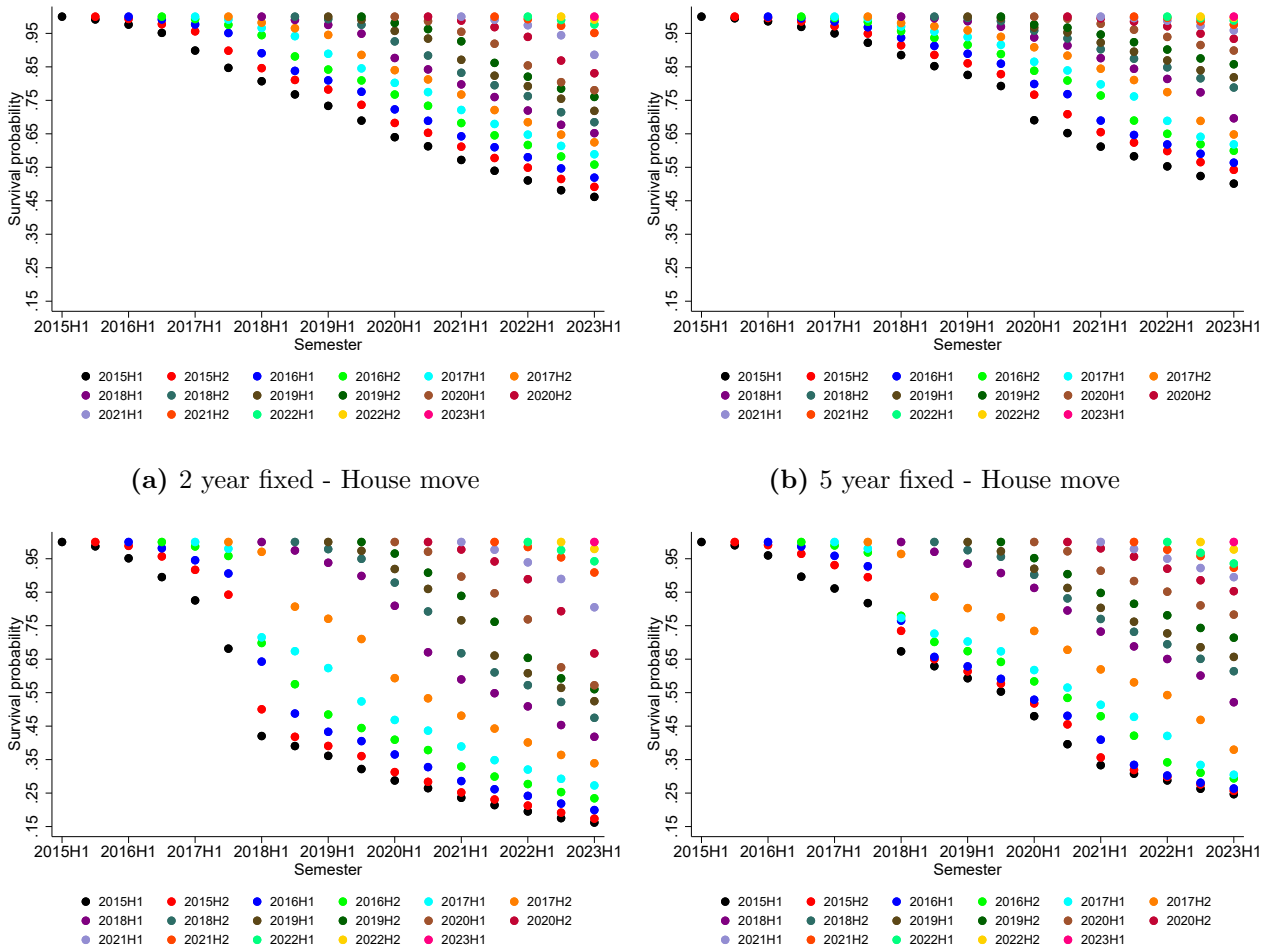 Survival probability
.95
.85
.75
.65
.55
.45
.35
.25
.15
2015H1 2016H1 2017H1 2018H1 2019H1 2020H1 2021H1 2022H1 2023H1
Semester
2015H1 2015H2 2016H1 2016H2 2017H1 2017H2
2018H1 2018H2 2019H1 2019H2 2020H1 2020H2
2021H1 2021H2 2022H1 2022H2 2023H1
(a) 2 year fixed - House move
Survival probability
.95
.85
.75
.65
.55
.45
.35
.25
.15
2015H1 2016H1 2017H1 2018H1 2019H1 2020H1 2021H1 2022H1 2023H1
Semester
2015H1 2015H2 2016H1 2016H2 2017H1 2017H2
2018H1 2018H2 2019H1 2019H2 2020H1 2020H2
2021H1 2021H2 2022H1 2022H2 2023H1
(b) 5 year fixed - House move
Survival probability
.95
.85
.75
.65
.55
.45
.35
.25
.15
2015H1 2016H1 2017H1 2018H1 2019H1 2020H1 2021H1 2022H1 2023H1
Semester
2015H1 2015H2 2016H1 2016H2 2017H1 2017H2
2018H1 2018H2 2019H1 2019H2 2020H1 2020H2
2021H1 2021H2 2022H1 2022H2 2023H1
Survival probability
.95
.85
.75
.65
.55
.45
.35
.25
.15
2015H1 2016H1 2017H1 2018H1 2019H1 2020H1 2021H1 2022H1 2023H1
Semester
2015H1 2015H2 2016H1 2016H2 2017H1 2017H2
2018H1 2018H2 2019H1 2019H2 2020H1 2020H2
2021H1 2021H2 2022H1 2022H2 2023H1